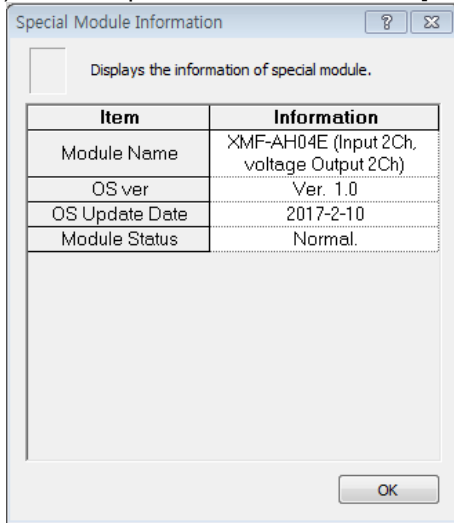 Special Module Information
Displays the information of special module.
Item Information
Module Name XMF-AH04E (Input 2Ch, voltage Output 2Ch)
OS ver Ver. 1.0
OS Update Date 2017-2-10
Module Status Normal.
OK